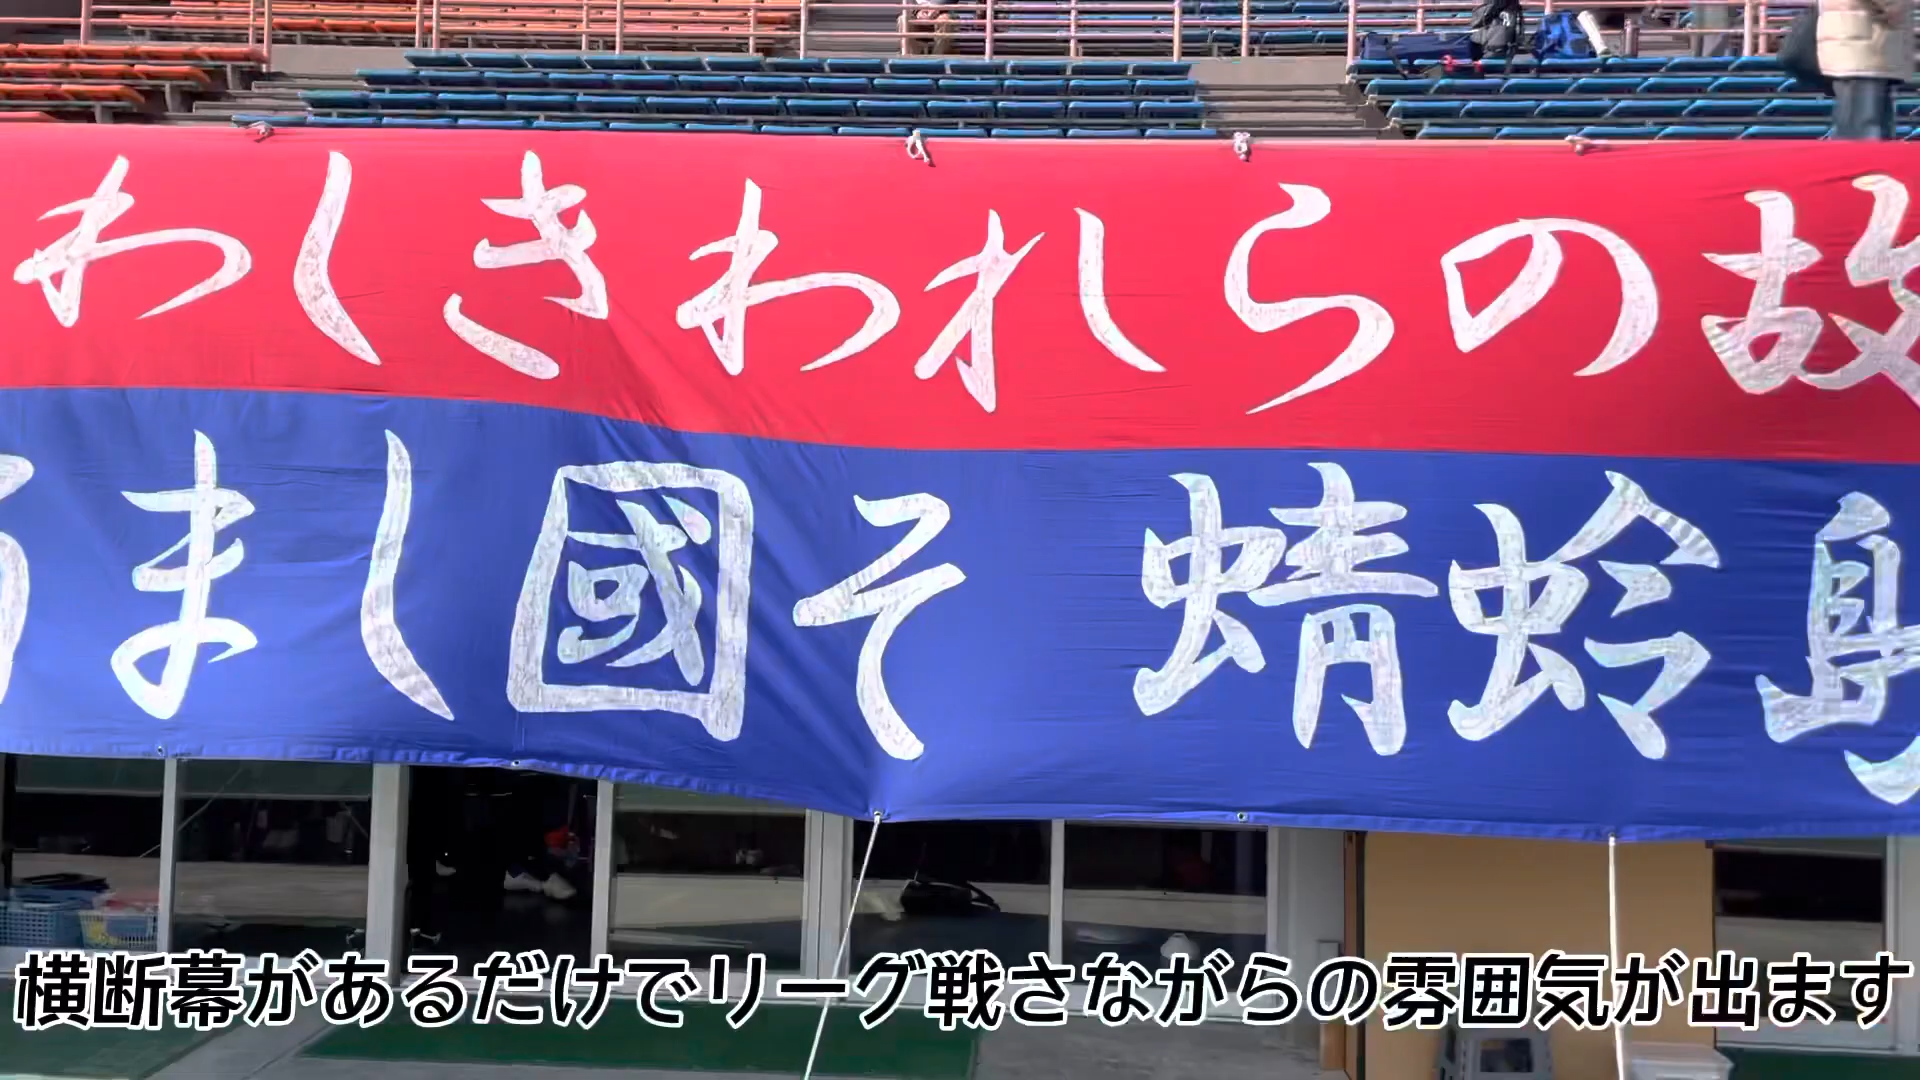 わしきわれらの故
うまし國そ 蜻蛉島
横断幕があるだけでリーグ戦さながらの雰囲気が出ます